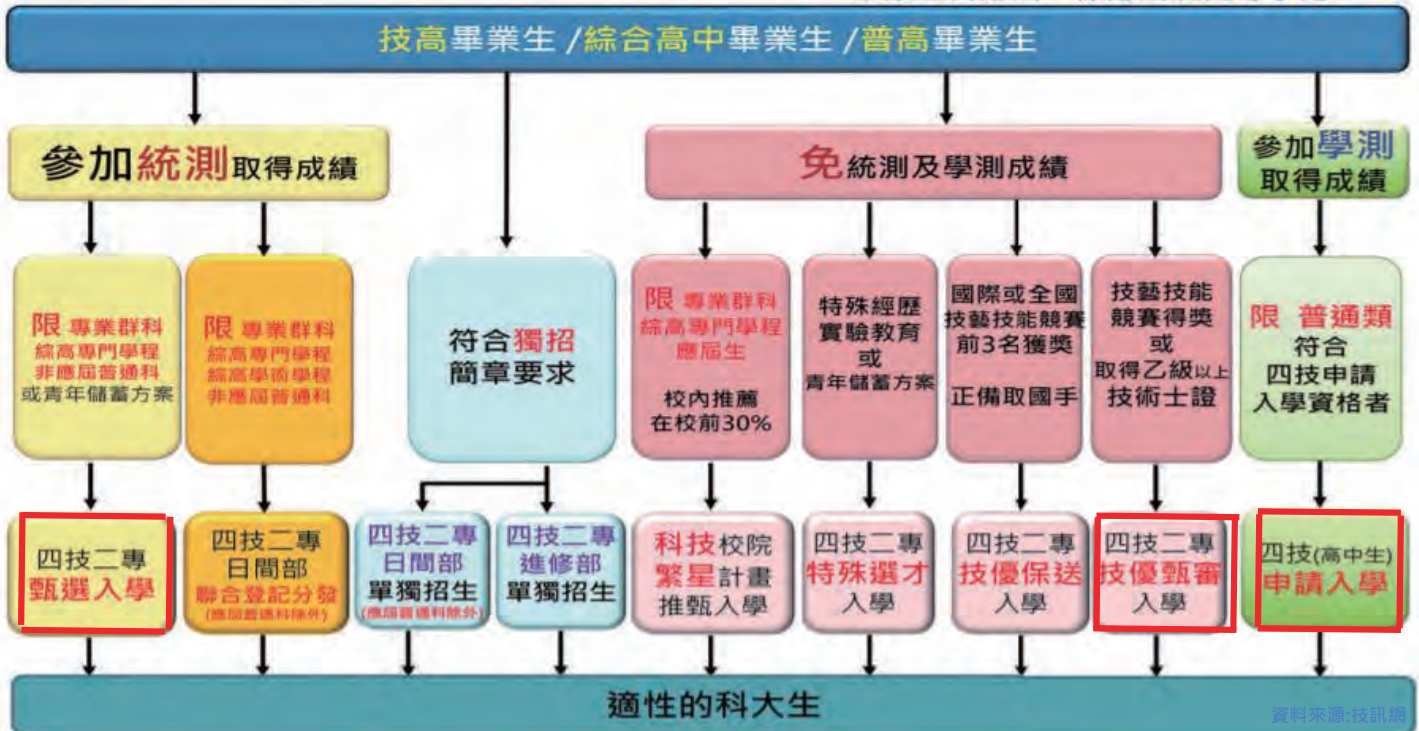 技高畢業生 /綜合高中畢業生 /普高畢業生
參加統測取得成績
免統測及學測成績
參加學測
取得成績
限 專業群科
綜高專門學程
非應屆普通科
或青年儲蓄方案
限 專業群科
綜高專門學程
綜高學術學程
非應屆普通科
符合獨招
簡章要求
限 專業群科
綜高專門學程
應屆生
校內推薦
在校前30%
特殊經歷
實驗教育
或
青年儲蓄方案
國際或全國
技藝技能競賽
前3名獲獎
正備取國手
技藝技能
競賽得獎
或
取得乙級以上
技術士證
限 普通類
符合
四技申請
入學資格者
四技二專
甄選入學
四技二專
日間部
聯合登記分發
(應屆普通科除外)
四技二專
日間部
單獨招生
(應屆普通科除外)
四技二專
進修部
單獨招生
科技校院
繁星計畫
推甄入學
四技二專
特殊選才
入學
四技二專
技優保送
入學
四技二專
技優甄審
入學
四技(高中生)
申請入學
適性的科大生
資料來源:技訊網